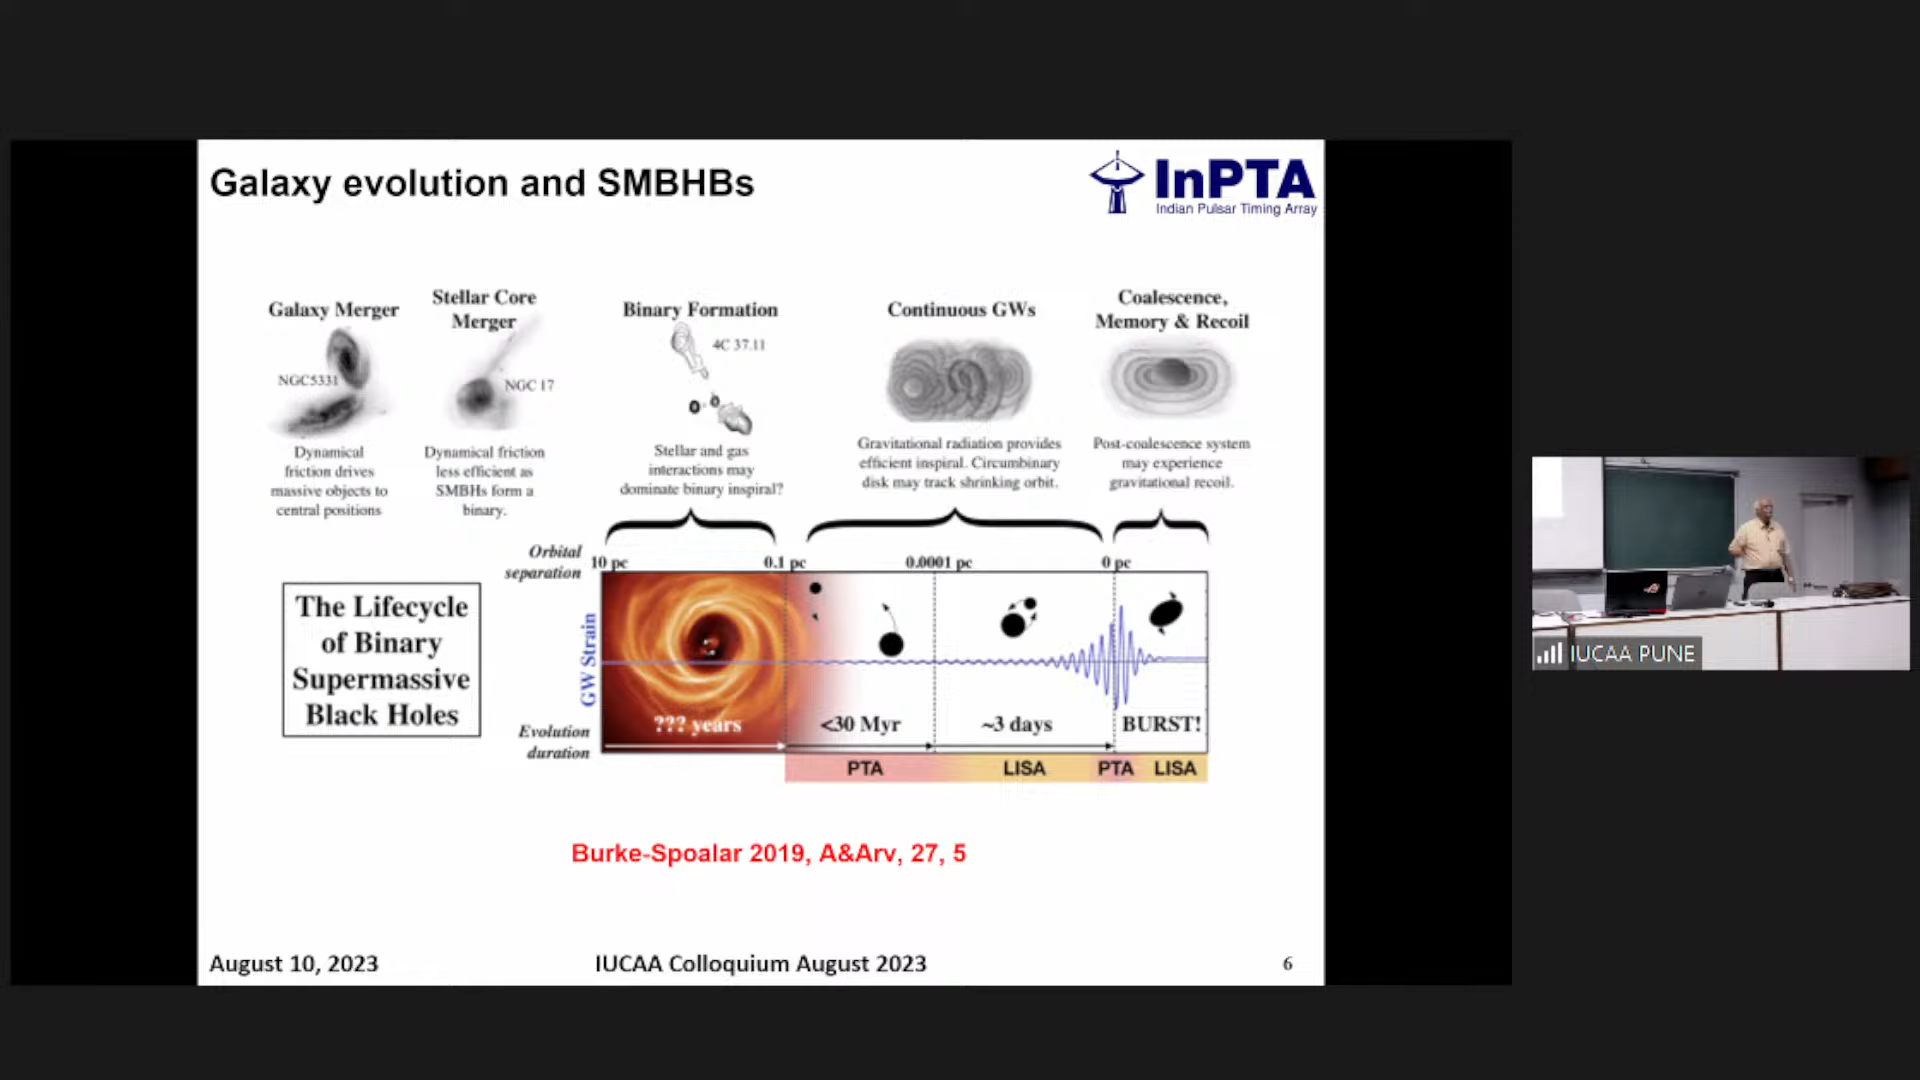 Galaxy evolution and SMBHBs
InPTA
Indian Pulsar Timing Array
Galaxy Merger
NGC5331
Dynamical
friction drives
massive objects to
central positions
Stellar Core
Merger
NGC 17
Dynamical friction
less efficient as
SMBHs form a
binary.
Binary Formation
4C 37.11
Stellar and gas
interactions may
dominate binary inspiral?
Continuous GWs
Gravitational radiation provides
efficient inspiral. Circumbinary
disk may track shrinking orbit.
Coalescence,
Memory & Recoil
Post-coalescence system
may experience
gravitational recoil.
The Lifecycle
of Binary
Supermassive
Black Holes
Orbital
separation
10 pc
0.1 pc
0.0001 pc
0 pc
GW Strain
Evolution
duration
??? years
<30 Myr
~3 days
BURST!
PTA
LISA
PTA
LISA
Burke-Spoalar 2019, A&Arv, 27, 5
August 10, 2023
IUCAA Colloquium August 2023
6
IUCAA PUNE